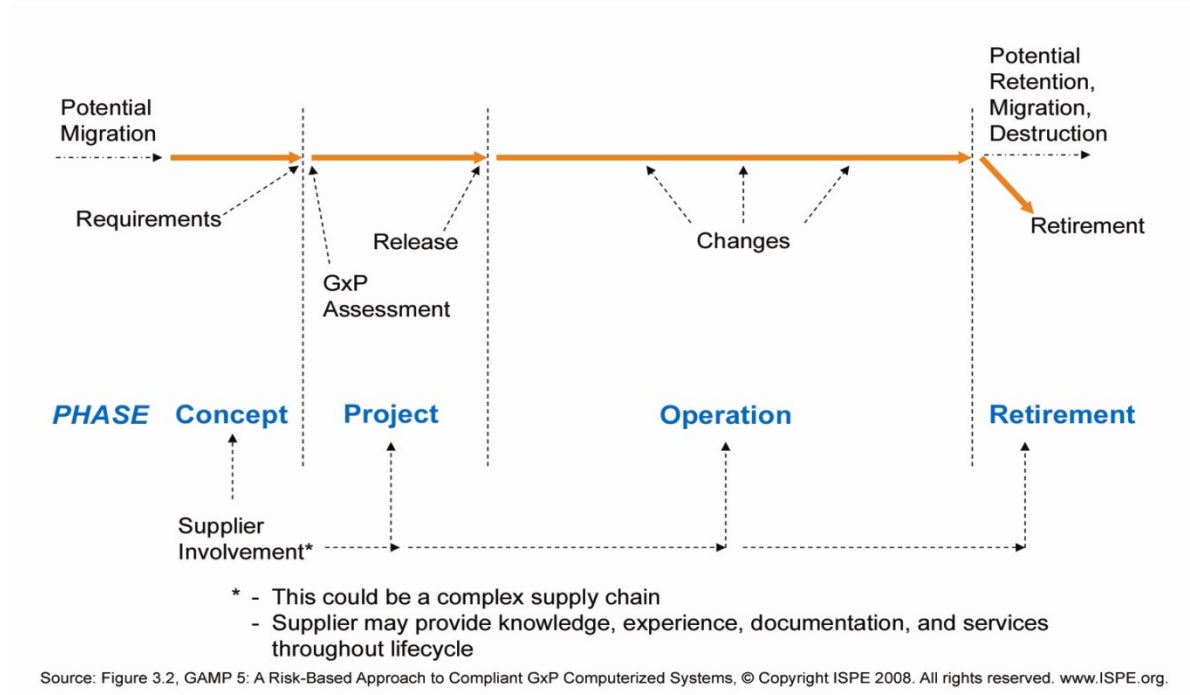 Potential
Migration
Potential
Retention,
Migration,
Destruction
Requirements
Release
GxP
Assessment
Changes
Retirement
PHASE Concept Project Operation Retirement
Supplier
Involvement*
* - This could be a complex supply chain
- Supplier may provide knowledge, experience, documentation, and services
throughout lifecycle
Source: Figure 3.2, GAMP 5: A Risk-Based Approach to Compliant GxP Computerized Systems, © Copyright ISPE 2008. All rights reserved. www.ISPE.org.